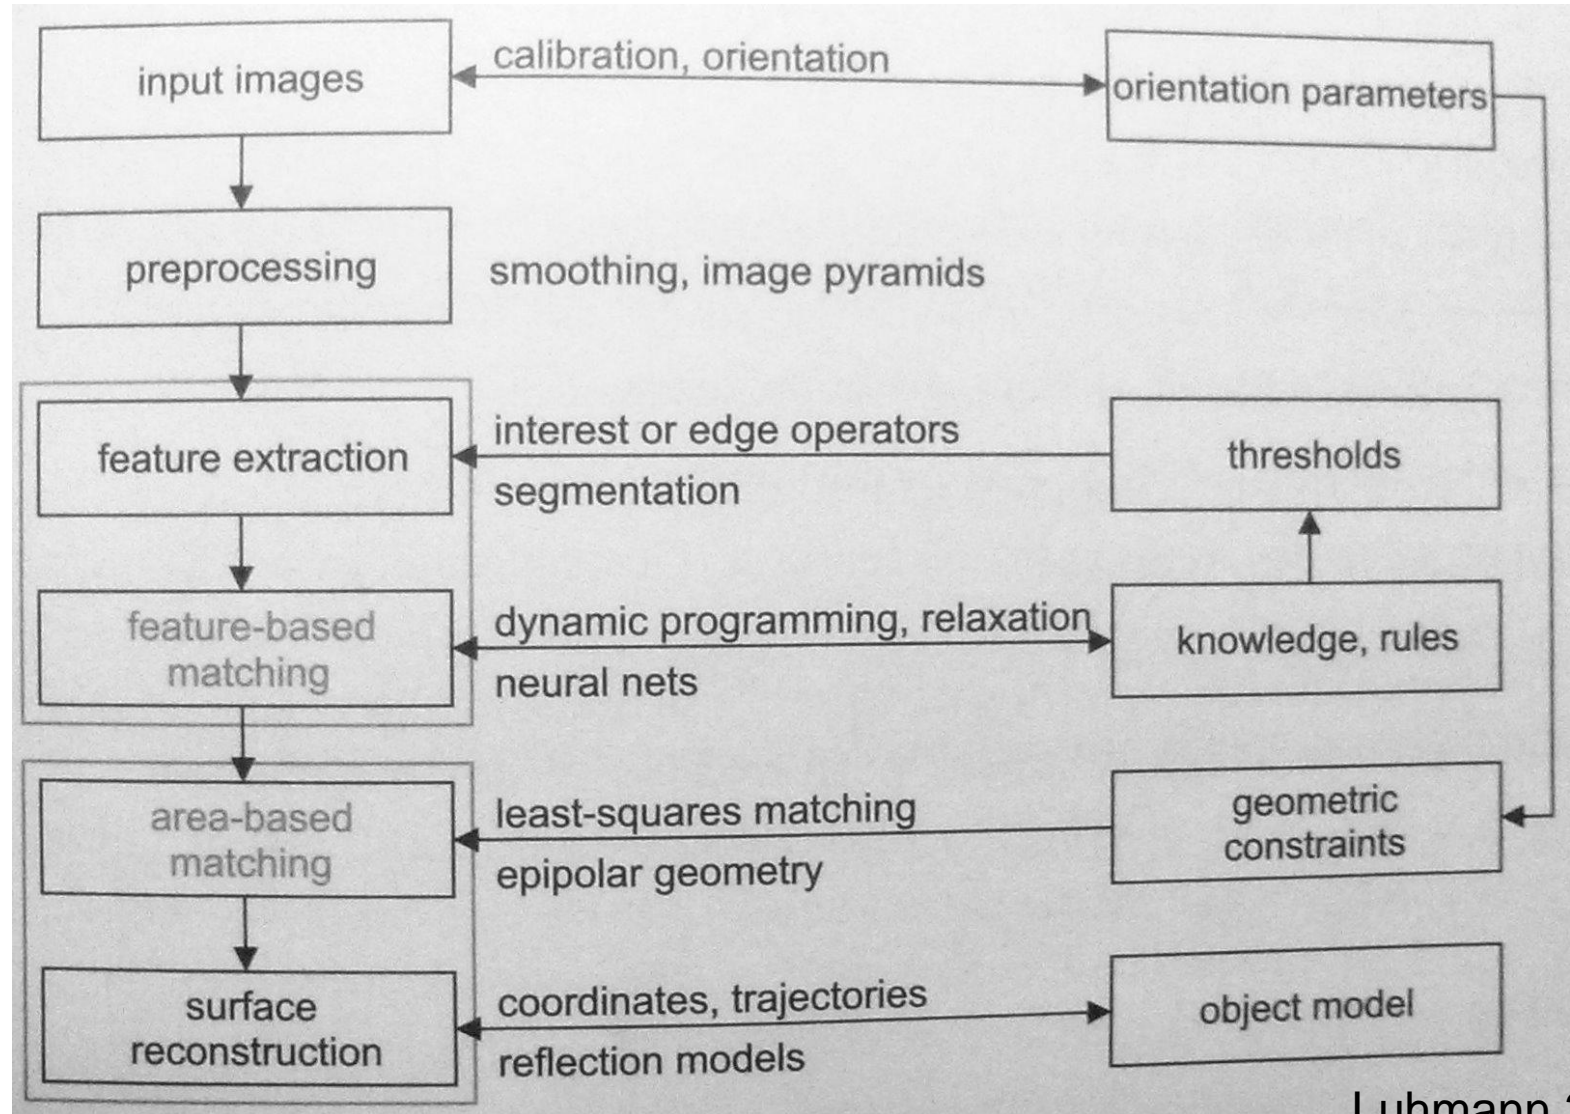 input images
calibration, orientation
orientation parameters
preprocessing
smoothing, image pyramids
feature extraction
interest or edge operators
segmentation
thresholds
feature-based
matching
dynamic programming, relaxation
neural nets
knowledge, rules
area-based
matching
least-squares matching
epipolar geometry
geometric
constraints
surface
reconstruction
coordinates, trajectories
reflection models
object model
Luhmann